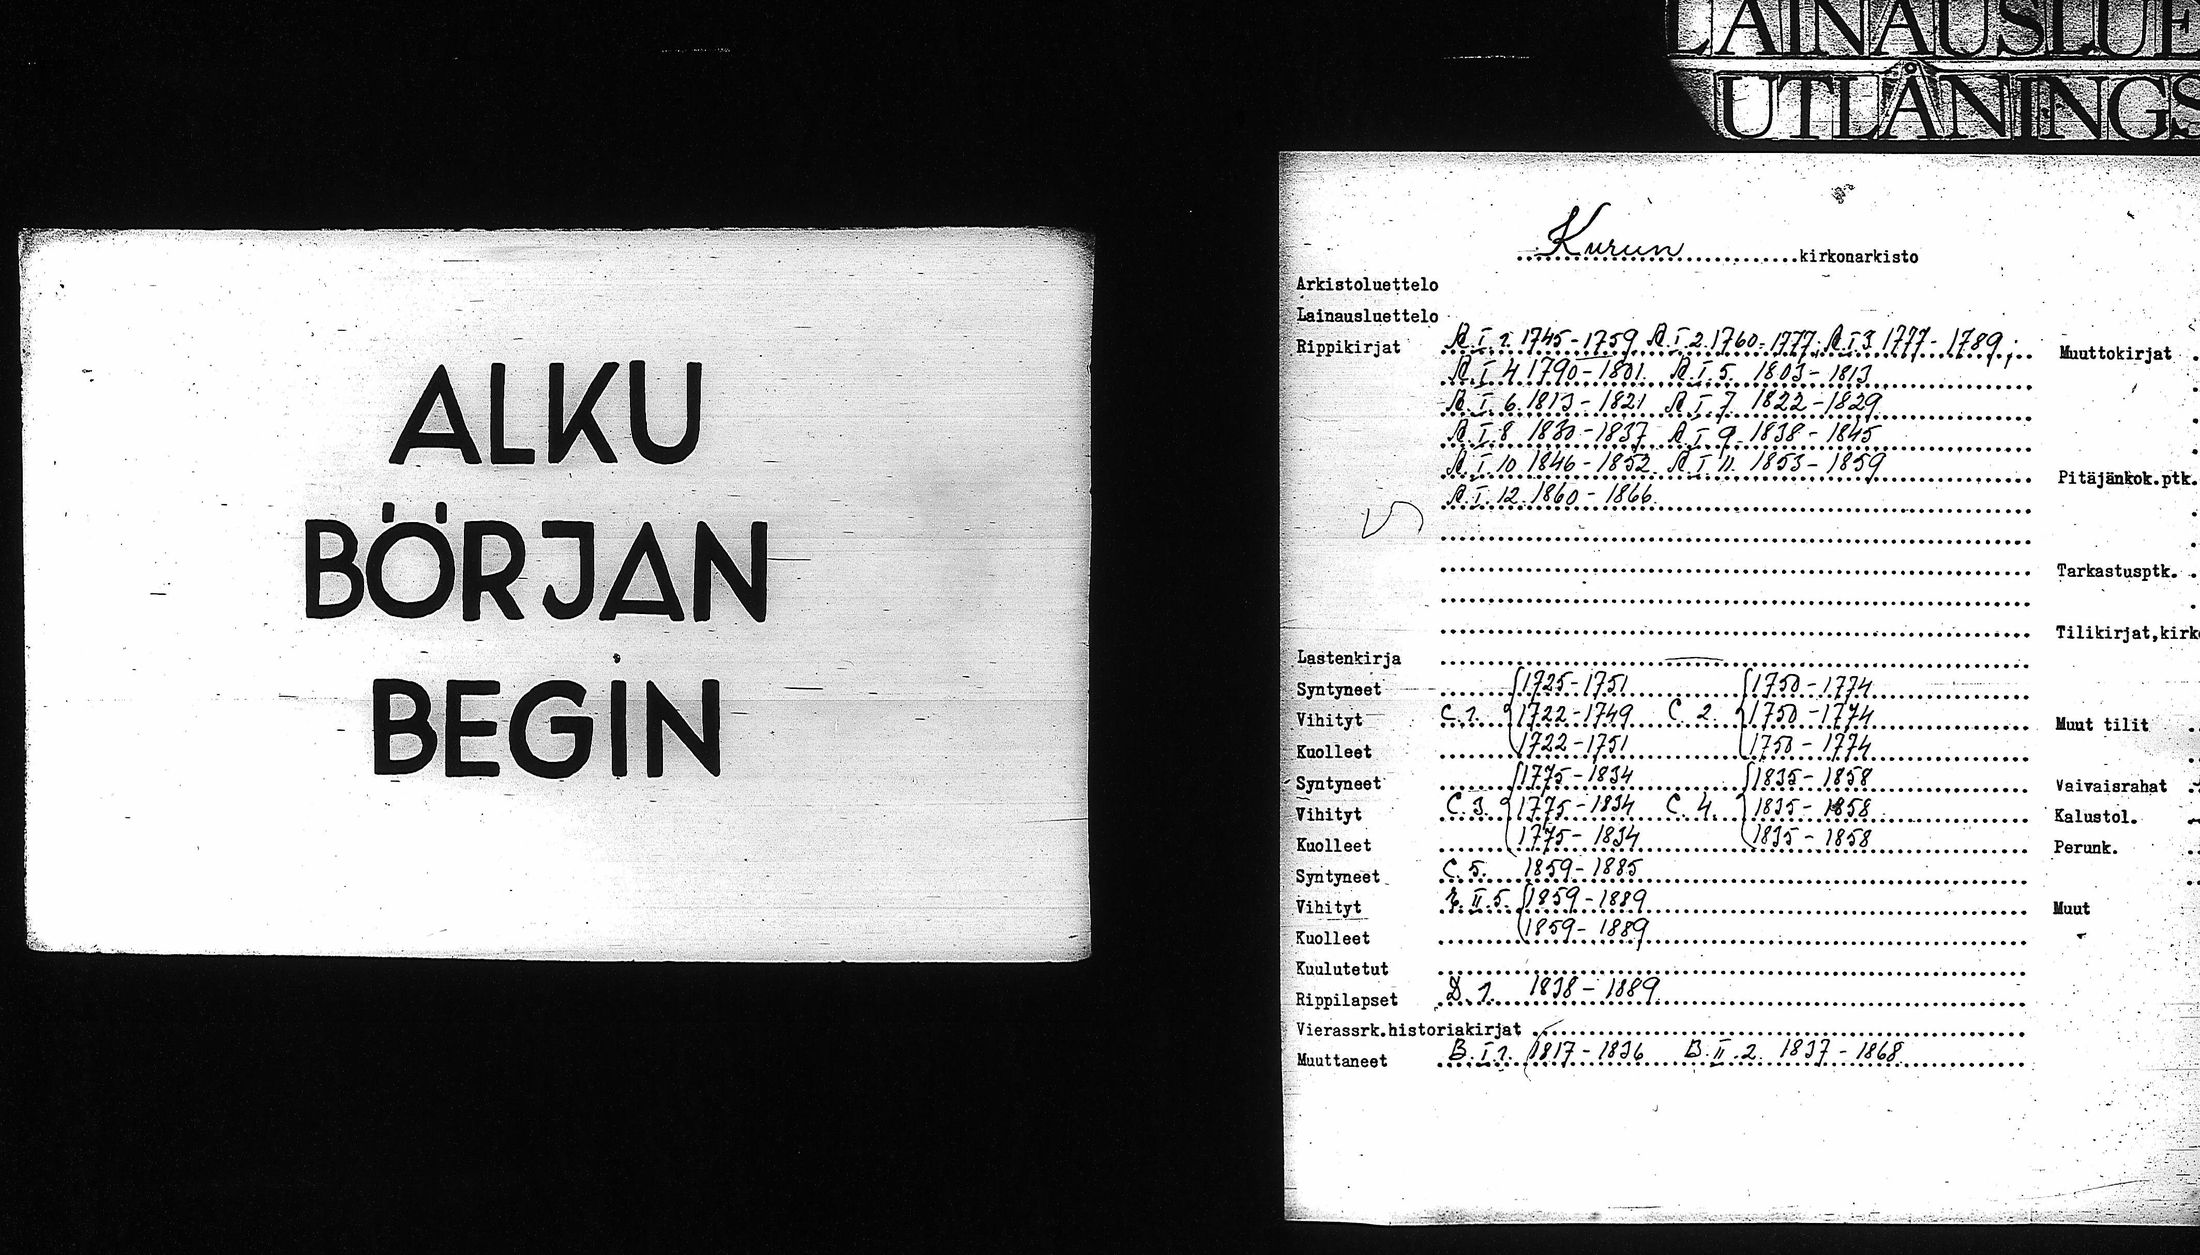 ALKU
BÖRJAN
BEGIN
LAINAUSLUE
UTLÅNINGS
Kurun kirkonarkisto
Arkistoluettelo
Lainausluettelo
Rippikirjat I.1. 1745-1759 I.2. 1760-1777 I.3 1777-1789;
I.4 1790-1801 I.5. 1803-1813
I.6. 1813-1821 I.7. 1822-1829
I.8 1830-1837 I.9. 1838-1845
I.10 1846-1852 I.11. 1853-1859
I.12. 1860-1866
Lastenkirja
Syntyneet 1725-1751 1750-1774
Vihityt C.1. 1722-1749 C.2. 1750-1774
Kuolleet 1722-1751 1750-1774
Syntyneet 1775-1834 1835-1858
Vihityt C.3. 1775-1834 C.4. 1835-1858
Kuolleet 1775-1834 1835-1858
Syntyneet C.5. 1859-1885
Vihityt II.5. 1859-1889
Kuolleet 1859-1889
Kuulutetut
Rippilapset D.1. 1838-1889
Vierassrk.historiakirjat
Muuttaneet B.I.1. 1817-1836 B.II.2. 1837-1868
Muuttokirjat
Pitäjänkok.ptk.
Tarkastusptk.
Tilikirjat,kirk
Muut tilit
Vaivaisrahat
Kalustol.
Perunk.
Muut